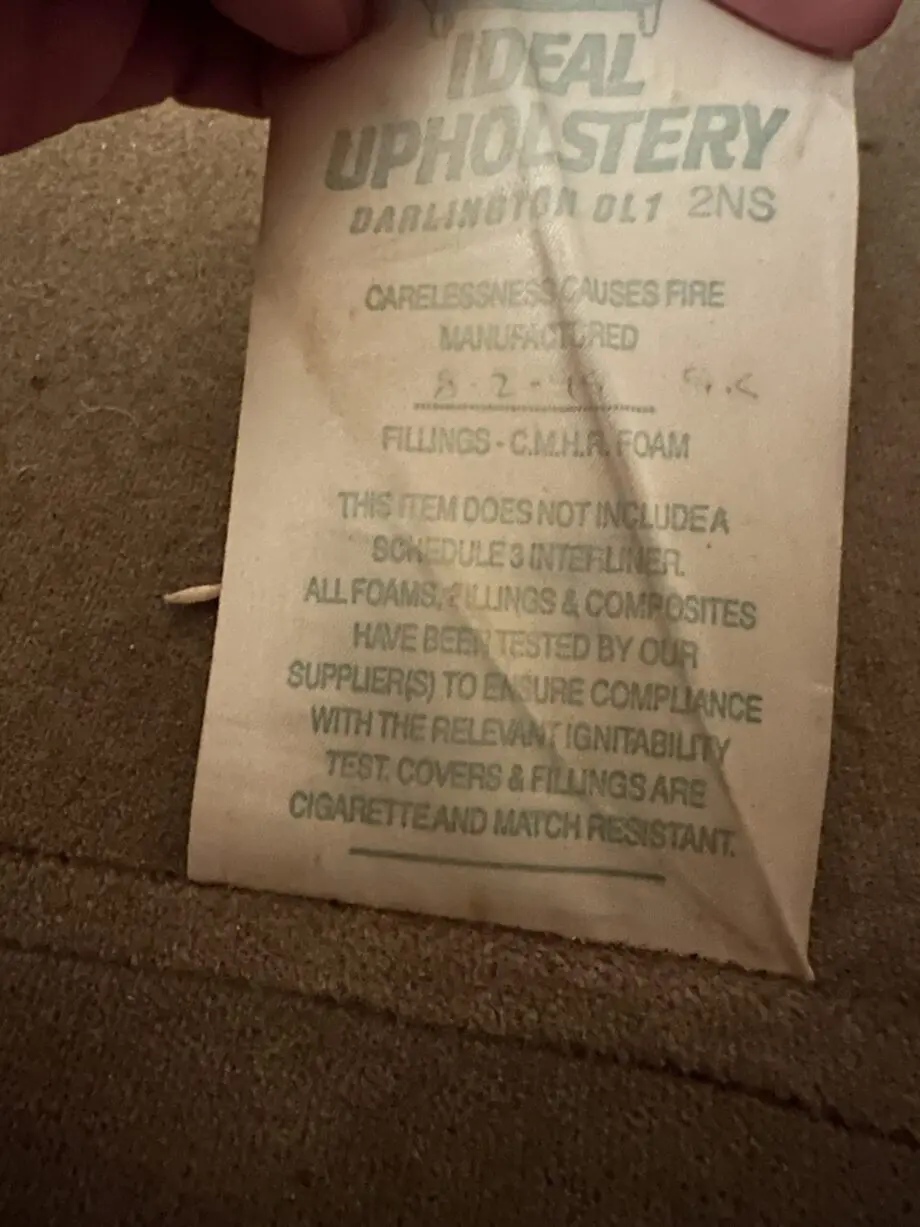 IDEAL
UPHOLSTERY
DARLINGTON DL1 2NS
CARELESSNESS CAUSES FIRE
MANUFACTURED
8-2-
FILLINGS - C.M.H.R. FOAM
THIS ITEM DOES NOT INCLUDE A
SCHEDULE 3 INTERLINER.
ALL FOAMS, FILLINGS & COMPOSITES
HAVE BEEN TESTED BY OUR
SUPPLIER(S) TO ENSURE COMPLIANCE
WITH THE RELEVANT IGNITABILITY
TEST. COVERS & FILLINGS ARE
CIGARETTE AND MATCH RESISTANT.